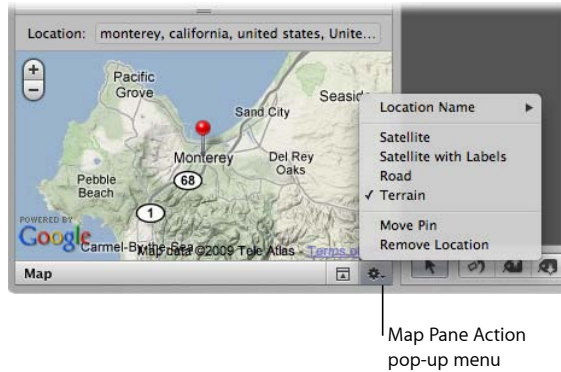 Location: monterey, california, united states, Unite...
+
−
Pacific
Grove
Sand City
Seaside
Monterey
Del Rey
Oaks
68
Pebble
Beach
1
POWERED BY
Google
Carmel-By-the-Sea
Map data ©2009 Tele Atlas - Terms of
Map
Location Name
Satellite
Satellite with Labels
Road
✓ Terrain
Move Pin
Remove Location
Map Pane Action
pop-up menu